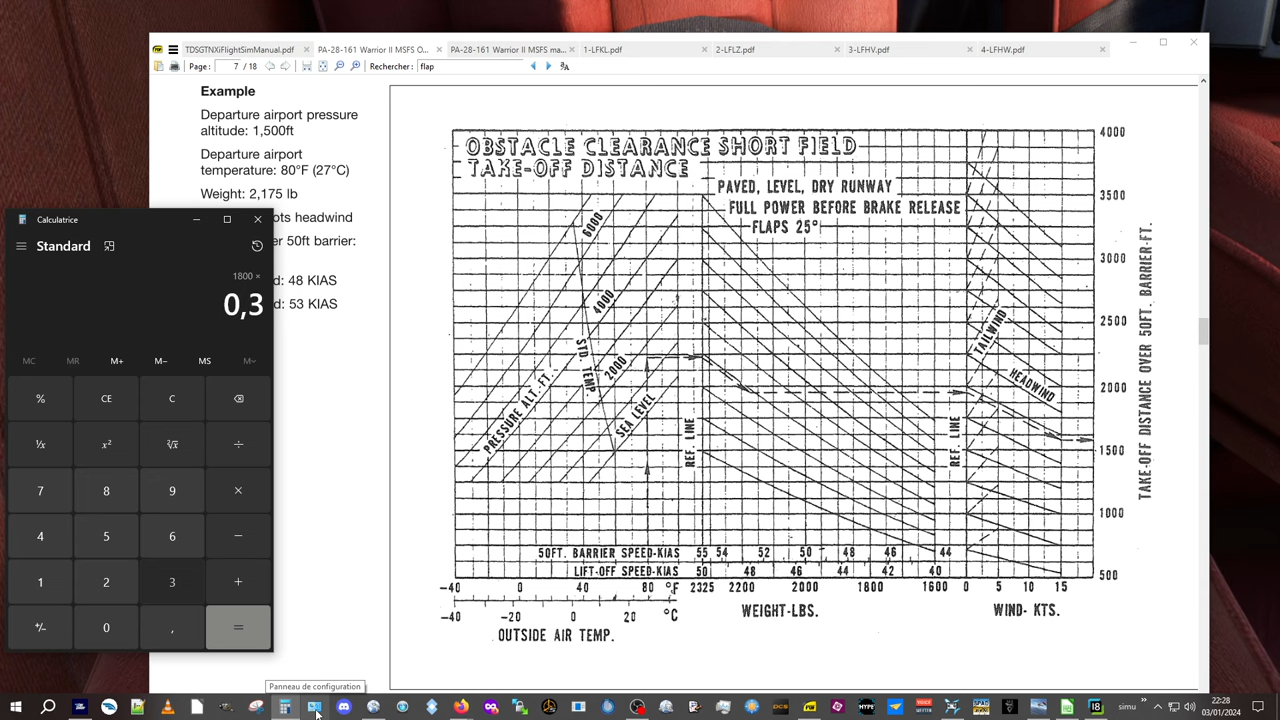 TDSGTNXiFlightSimManual.pdf
PA-28-161 Warrior II MSFS O...
PA-28-161 Warrior II MSFS ma...
1-LFKL.pdf
2-LFLZ.pdf
3-LFHV.pdf
4-LFHW.pdf
Page : 7 / 18
Rechercher : flap
Example
Departure airport pressure
altitude: 1,500ft
Departure airport
temperature: 80°F (27°C)
Weight: 2,175 lb
ots headwind
er 50ft barrier:
d: 48 KIAS
d: 53 KIAS
Calculatrice
Standard
1800 ×
0,3
MC MR M+ M− MS M˅
% CE C
⅟x x² ²√x ÷
7 8 9 ×
4 5 6 −
1 2 3 +
+/− 0 , =
OBSTACLE CLEARANCE SHORT FIELD
TAKE-OFF DISTANCE
PAVED, LEVEL, DRY RUNWAY
FULL POWER BEFORE BRAKE RELEASE
FLAPS 25°
6000
4000
2000
SEA LEVEL
PRESSURE ALT.-FT.
STD. TEMP.
REF. LINE
REF. LINE
TAILWIND
HEADWIND
4000
3500
3000
2500
2000
1500
1000
500
TAKE-OFF DISTANCE OVER 50FT. BARRIER-FT.
50FT. BARRIER SPEED-KIAS 55 54 52 50 48 46 44
LIFT-OFF SPEED-KIAS 50 48 46 44 42 40
-40 0 40 80 °F 2325 2200 2000 1800 1600 0 5 10 15
-40 -20 0 20 °C
WEIGHT-LBS.
WIND- KTS.
OUTSIDE AIR TEMP.
Panneau de configuration
simu
22:28
03/01/2024